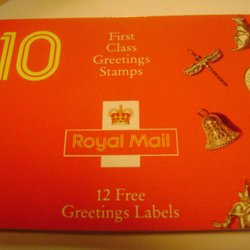 10
First
Class
Greetings
Stamps
Royal Mail
12 Free
Greetings Labels